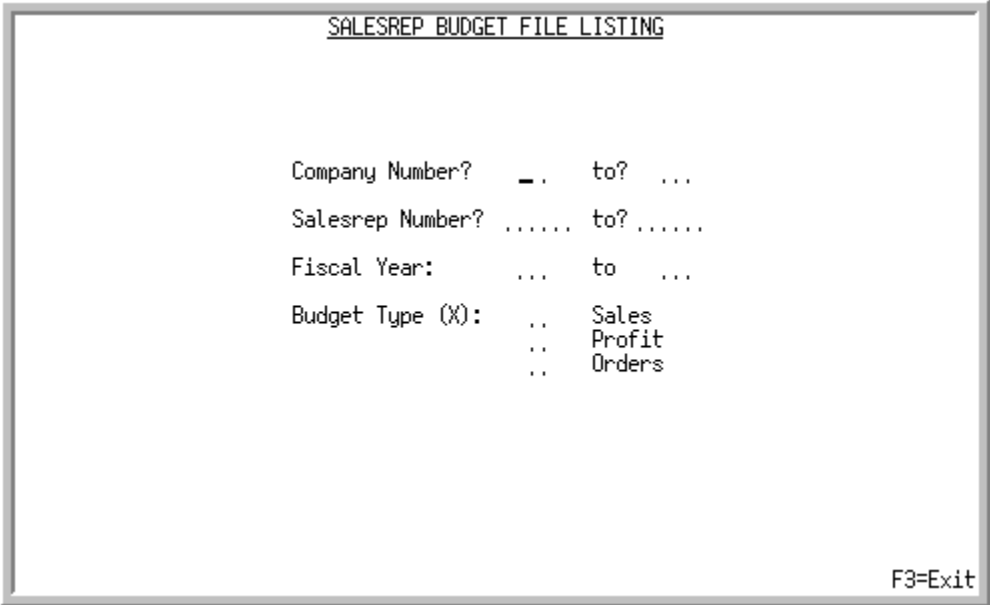 SALESREP BUDGET FILE LISTING
Company Number? _. to? ...
Salesrep Number? ...... to? ......
Fiscal Year: ... to ...
Budget Type (X): .. Sales
.. Profit
.. Orders
F3=Exit